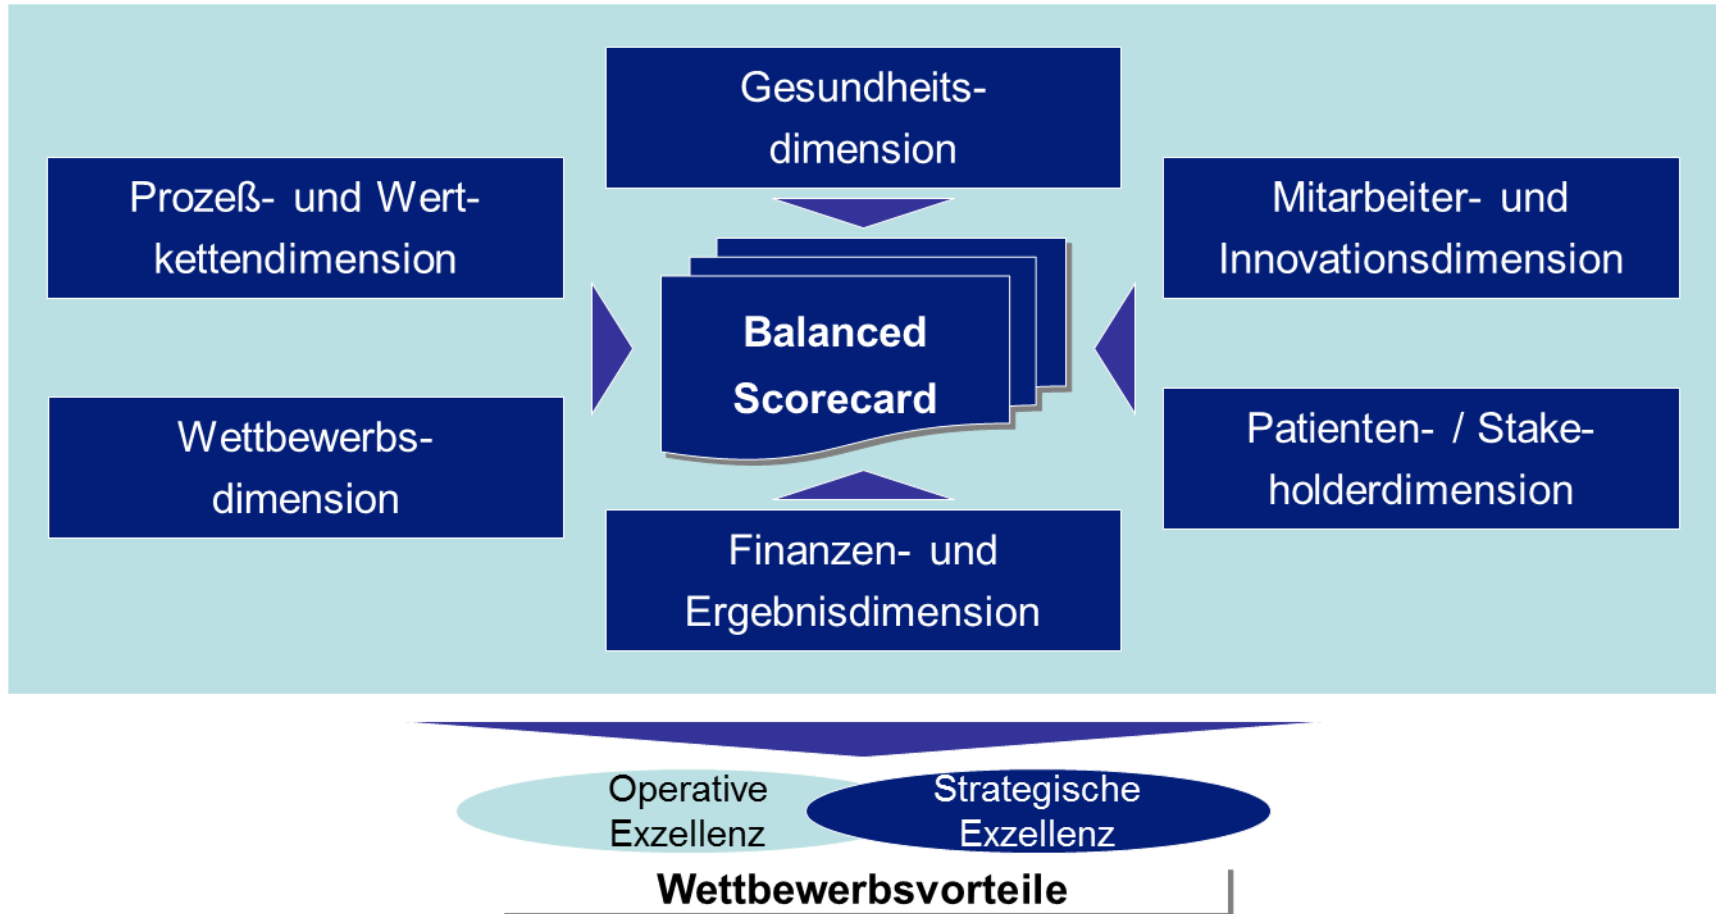 Gesundheits-
dimension
Prozeß- und Wert-
kettendimension
Mitarbeiter- und
Innovationsdimension
Balanced
Scorecard
Wettbewerbs-
dimension
Patienten- / Stake-
holderdimension
Finanzen- und
Ergebnisdimension
Operative
Exzellenz
Strategische
Exzellenz
Wettbewerbsvorteile